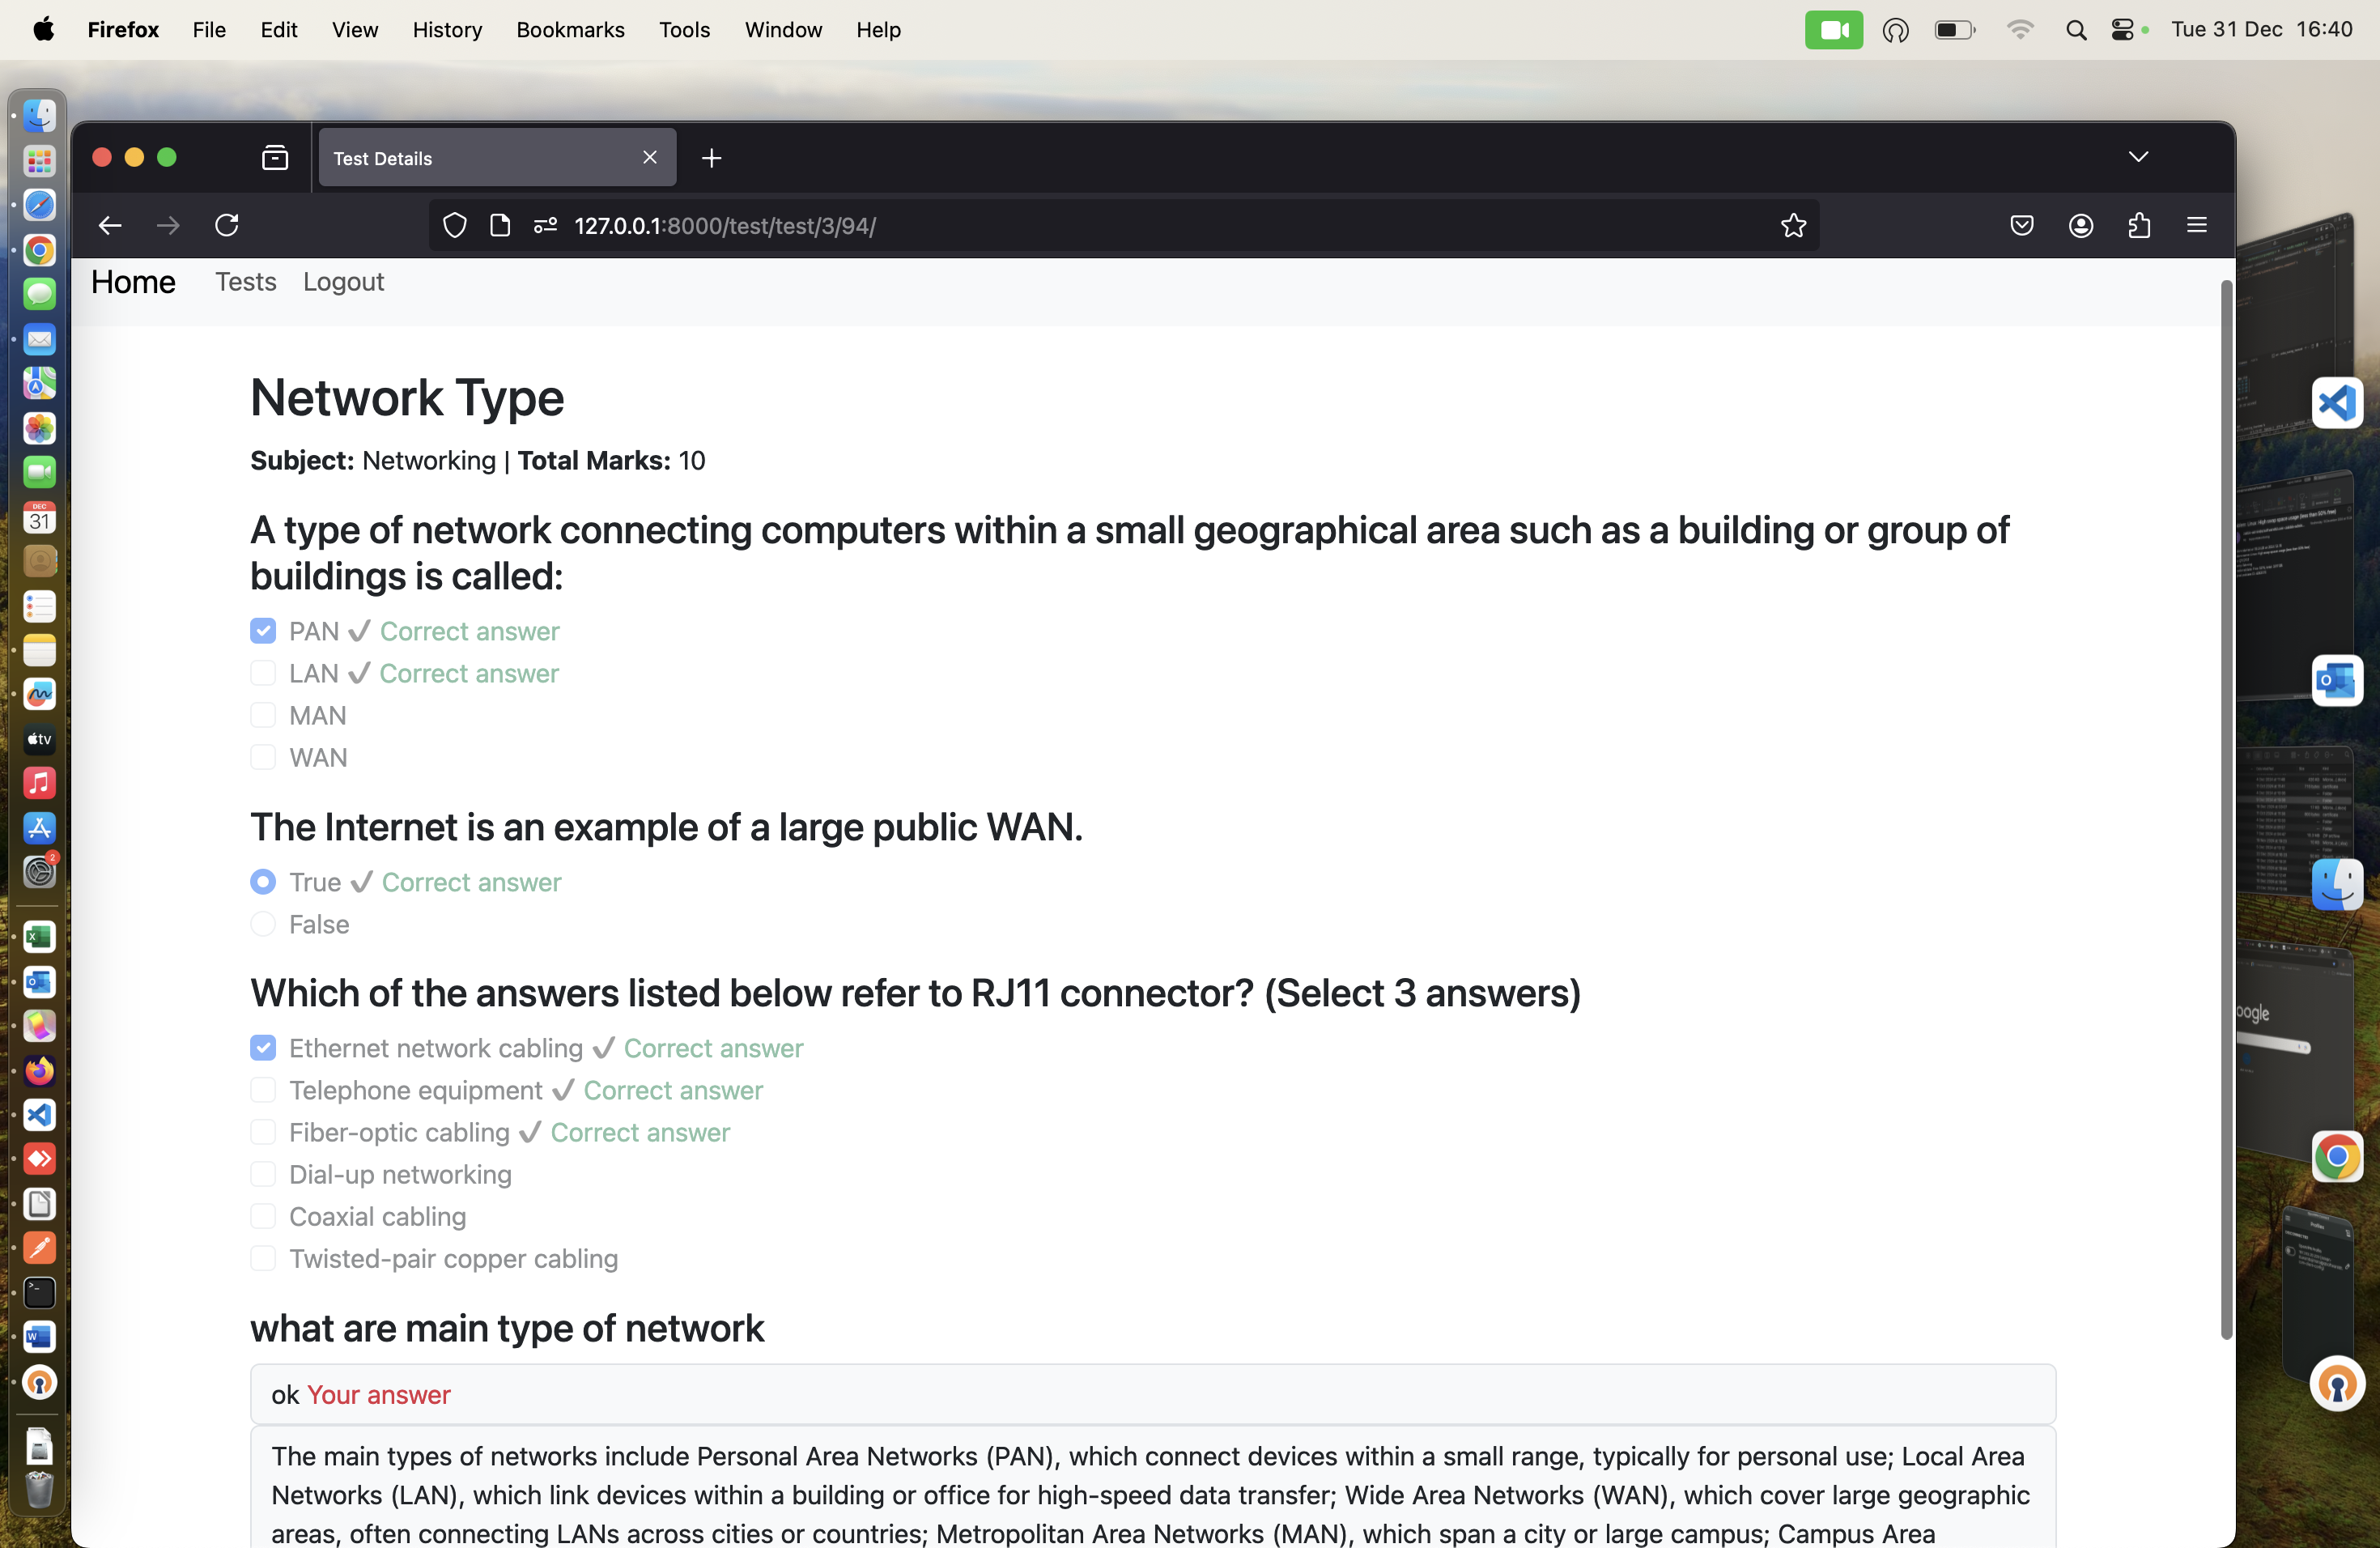 Firefox File Edit View History Bookmarks Tools Window Help Tue 31 Dec 16:40
Test Details
127.0.0.1:8000/test/test/3/94/
Home Tests Logout
Network Type
Subject: Networking | Total Marks: 10
A type of network connecting computers within a small geographical area such as a building or group of
buildings is called:
PAN ✓ Correct answer
LAN ✓ Correct answer
MAN
WAN
The Internet is an example of a large public WAN.
True ✓ Correct answer
False
Which of the answers listed below refer to RJ11 connector? (Select 3 answers)
Ethernet network cabling ✓ Correct answer
Telephone equipment ✓ Correct answer
Fiber-optic cabling ✓ Correct answer
Dial-up networking
Coaxial cabling
Twisted-pair copper cabling
what are main type of network
ok Your answer
The main types of networks include Personal Area Networks (PAN), which connect devices within a small range, typically for personal use; Local Area
Networks (LAN), which link devices within a building or office for high-speed data transfer; Wide Area Networks (WAN), which cover large geographic
areas, often connecting LANs across cities or countries; Metropolitan Area Networks (MAN), which span a city or large campus; Campus Area
DEC
31
tv
2
oogle